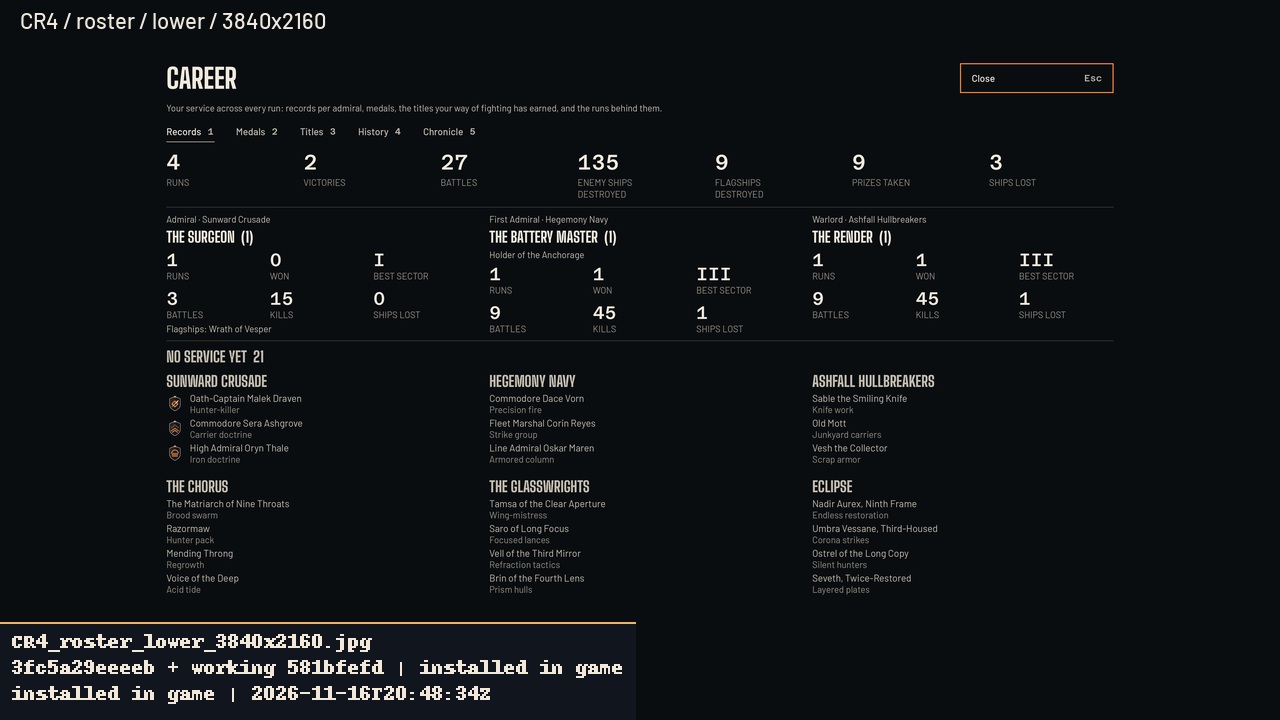 CR4 / roster / lower / 3840x2160
CAREER
Close Esc
Your service across every run: records per admiral, medals, the titles your way of fighting has earned, and the runs behind them.
Records 1 Medals 2 Titles 3 History 4 Chronicle 5
4 2 27 135 9 9 3
RUNS VICTORIES BATTLES ENEMY SHIPS DESTROYED FLAGSHIPS DESTROYED PRIZES TAKEN SHIPS LOST
Admiral · Sunward Crusade
THE SURGEON (1)
1 0 I
RUNS WON BEST SECTOR
3 15 0
BATTLES KILLS SHIPS LOST
Flagships: Wrath of Vesper
First Admiral · Hegemony Navy
THE BATTERY MASTER (1)
Holder of the Anchorage
1 1 III
RUNS WON BEST SECTOR
9 45 1
BATTLES KILLS SHIPS LOST
Warlord · Ashfall Hullbreakers
THE RENDER (1)
1 1 III
RUNS WON BEST SECTOR
9 45 1
BATTLES KILLS SHIPS LOST
NO SERVICE YET 21
SUNWARD CRUSADE
Oath-Captain Malek Draven
Hunter-killer
Commodore Sera Ashgrove
Carrier doctrine
High Admiral Oryn Thale
Iron doctrine
HEGEMONY NAVY
Commodore Dace Vorn
Precision fire
Fleet Marshal Corin Reyes
Strike group
Line Admiral Oskar Maren
Armored column
ASHFALL HULLBREAKERS
Sable the Smiling Knife
Knife work
Old Mott
Junkyard carriers
Vesh the Collector
Scrap armor
THE CHORUS
The Matriarch of Nine Throats
Brood swarm
Razormaw
Hunter pack
Mending Throng
Regrowth
Voice of the Deep
Acid tide
THE GLASSWRIGHTS
Tamsa of the Clear Aperture
Wing-mistress
Saro of Long Focus
Focused lances
Vell of the Third Mirror
Refraction tactics
Brin of the Fourth Lens
Prism hulls
ECLIPSE
Nadir Aurex, Ninth Frame
Endless restoration
Umbra Vessane, Third-Housed
Corona strikes
Ostrel of the Long Copy
Silent hunters
Seveth, Twice-Restored
Layered plates
CR4_roster_lower_3840x2160.jpg
3fc5a29eeeeb + working 581bfefd | installed in game
installed in game | 2026-11-16T20:48:34Z